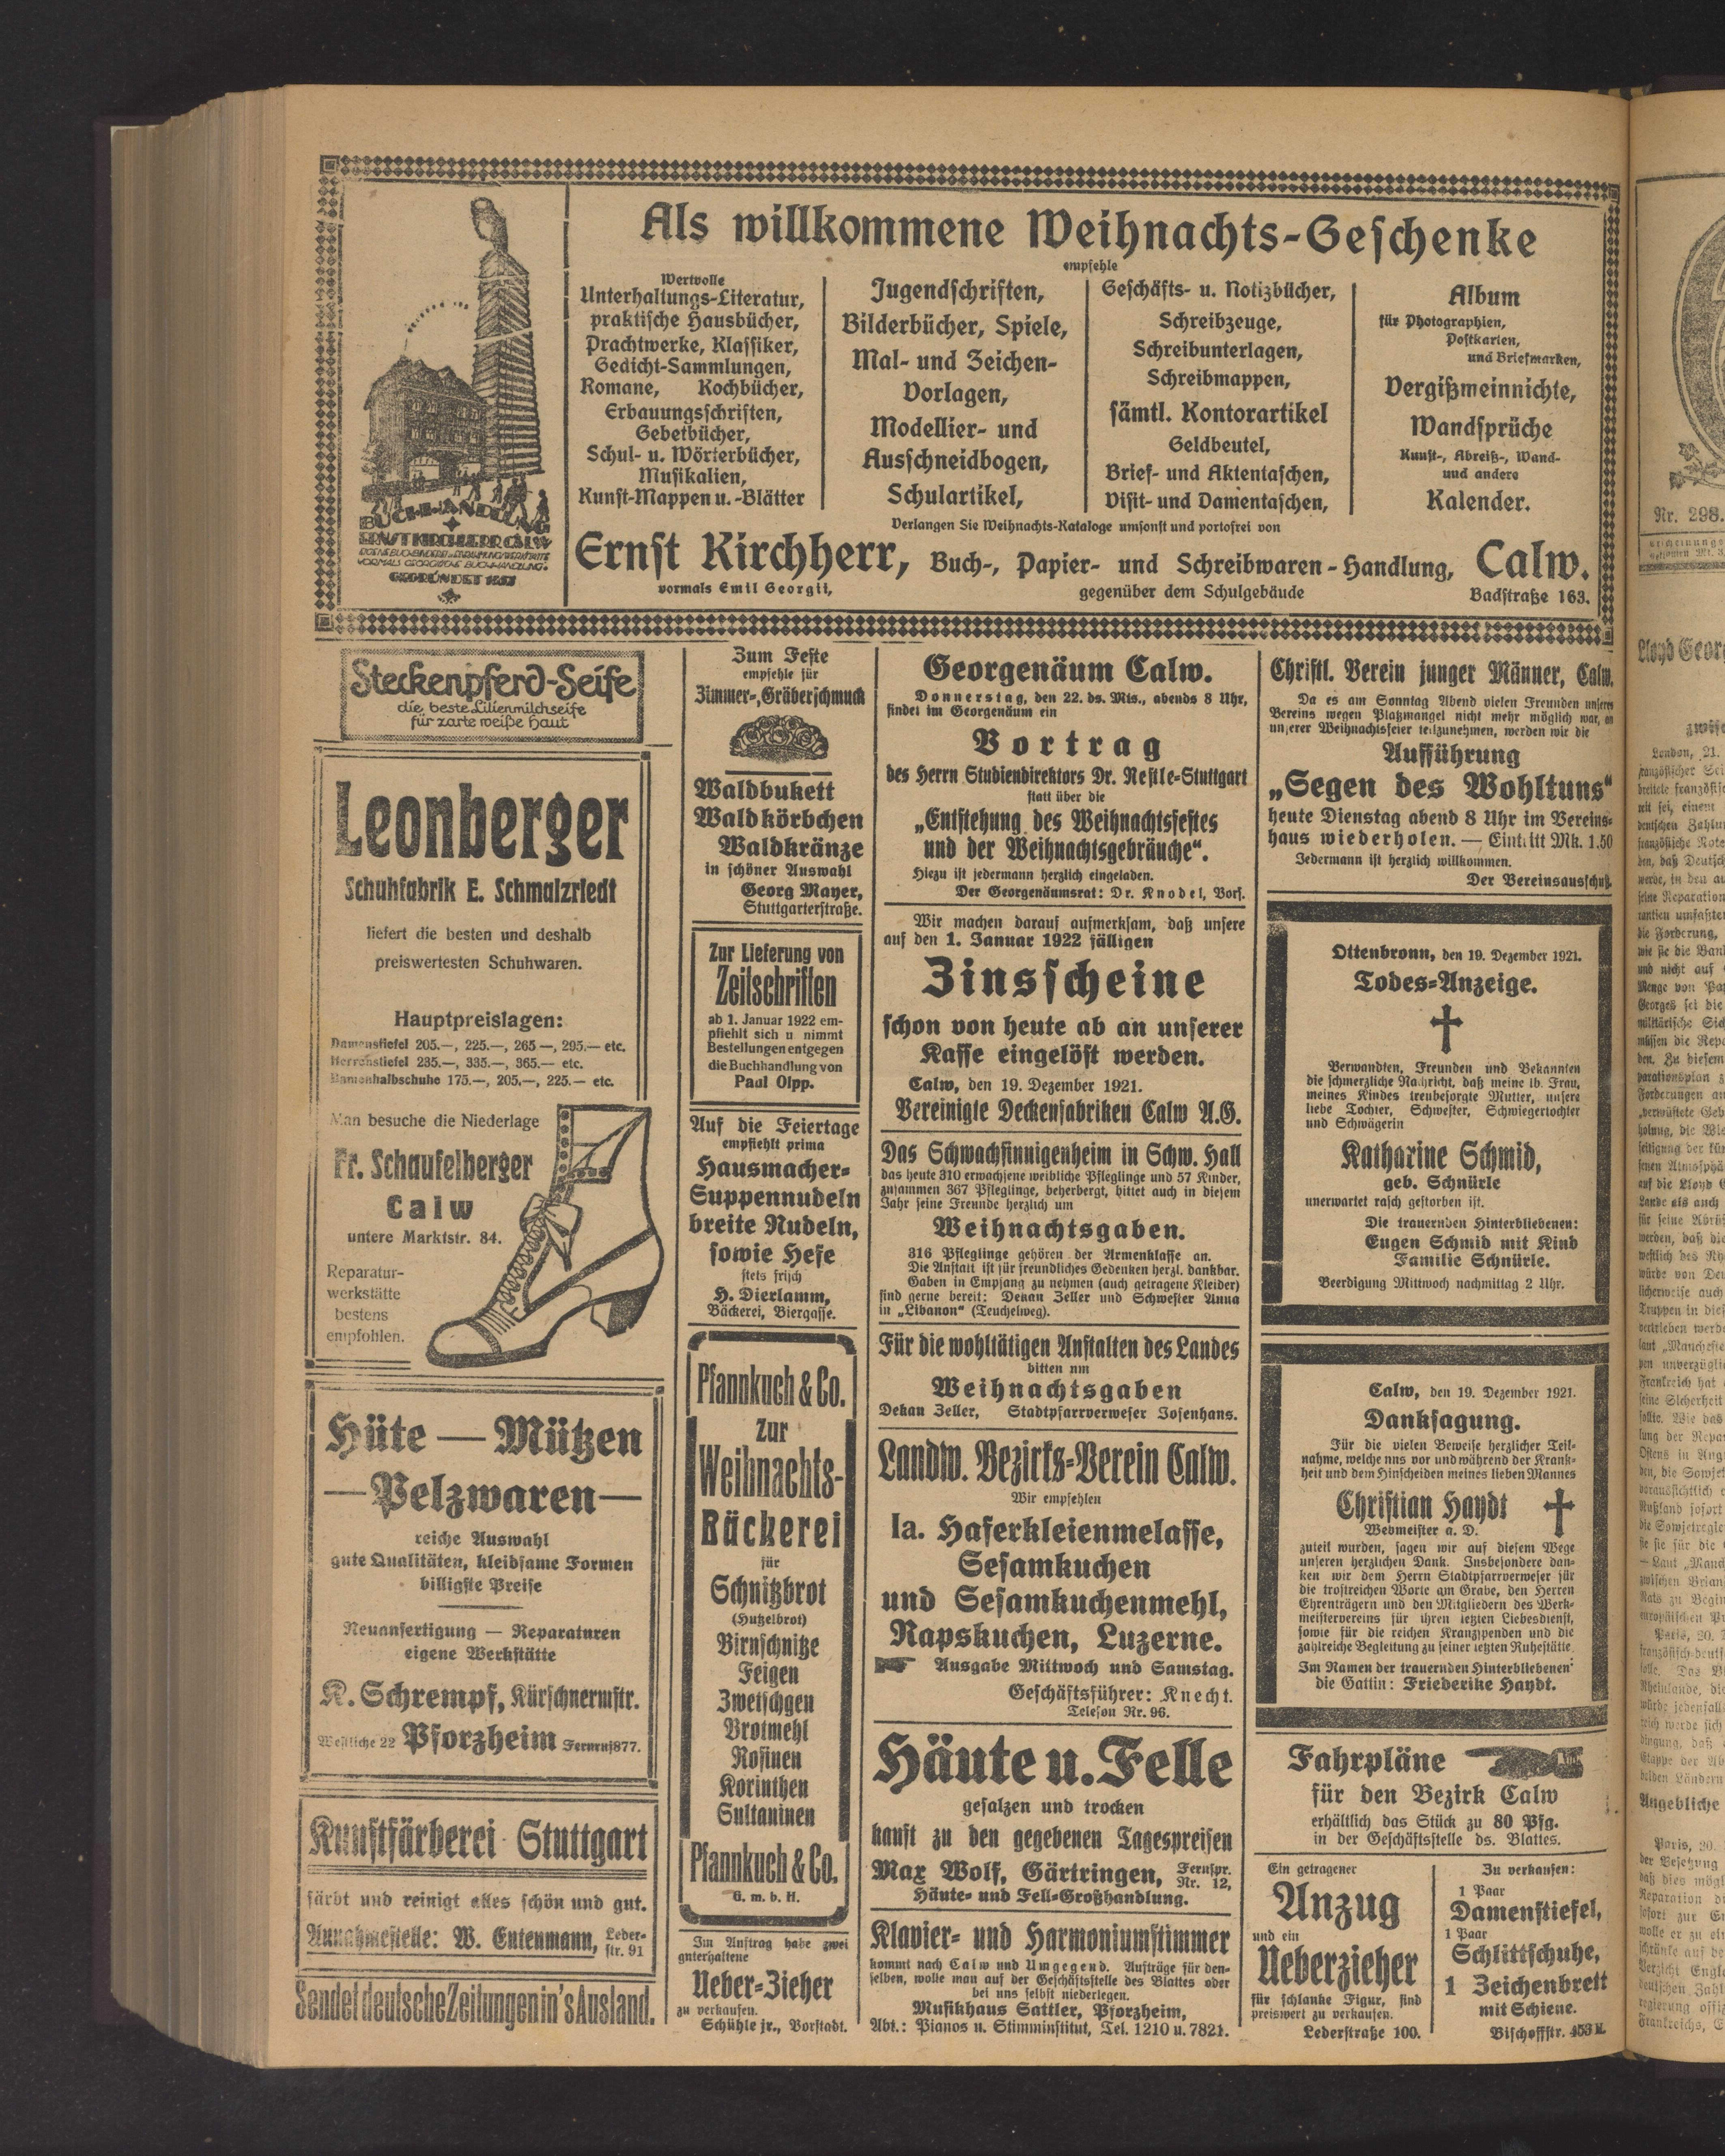 Als willkommene Weihnachts-Geschenke
empfehle
Wertvolle
Unterhaltungs-Literatur,
praktische Hausbücher,
Prachtwerke, Klassiker,
Gedicht-Sammlungen,
Romane, Kochbücher,
Erbauungsschriften,
Gebetbücher,
Schul- u. Wörterbücher,
Musikalien,
Kunst-Mappen u. -Blätter
Jugendschriften,
Bilderbücher, Spiele,
Mal- und Zeichen-
Vorlagen,
Modellier- und
Ausschneidbogen,
Schulartikel,
Geschäfts- u. Notizbücher,
Schreibzeuge,
Schreibunterlagen,
Schreibmappen,
sämtl. Kontorartikel
Geldbeutel,
Brief- und Aktentaschen,
Visit- und Damentaschen,
Album
für Photographien,
Postkarten,
und Briefmarken,
Vergißmeinnichte,
Wandsprüche
Kunst-, Abreiß-, Wand-
und andere
Kalender.
Verlangen Sie Weihnachts-Kataloge umsonst und portofrei von
Ernst Kirchherr, Buch-, Papier- und Schreibwaren-Handlung, Calw.
vormals Emil Georgii, gegenüber dem Schulgebäude Badstraße 163.
BUCHHANDLUNG
ERNST KIRCHHERR CALW
VORMALS GEORGIISCHE BUCHHANDLUNG.
Steckenpferd-Seife
die beste Lilienmilchseife
für zarte weiße Haut
Leonberger
Schuhfabrik E. Schmalzriedt
liefert die besten und deshalb
preiswertesten Schuhwaren.
Hauptpreislagen:
Damenstiefel 205.—, 225.—, 265.—, 295.— etc.
Herrenstiefel 235.—, 335.—, 365.— etc.
Damenhalbschuhe 175.—, 205.—, 225.— etc.
Man besuche die Niederlage
Fr. Schaufelberger
Calw
untere Marktstr. 84.
Reparatur-
werkstätte
bestens
empfohlen.
Hüte — Mützen
—Pelzwaren—
reiche Auswahl
gute Qualitäten, kleidsame Formen
billigste Preise
Neuanfertigung — Reparaturen
eigene Werkstätte
K. Schrempf, Kürschnermstr.
Westliche 22 Pforzheim Fernruf 877.
Kunstfärberei Stuttgart
färbt und reinigt alles schön und gut.
Annahmestelle: W. Entenmann, Leder-
str. 91
Sendet deutsche Zeitungen in's Ausland.
Zum Feste
empfehle für
Zimmer-, Gräberschmuck
Waldbukett
Waldkörbchen
Waldkränze
in schöner Auswahl
Georg Mayer,
Stuttgarterstraße.
Zur Lieferung von
Zeitschriften
ab 1. Januar 1922 em-
pfiehlt sich u nimmt
Bestellungen entgegen
die Buchhandlung von
Paul Olpp.
Auf die Feiertage
empfiehlt prima
Hausmacher-
Suppennudeln
breite Nudeln,
sowie Hefe
stets frisch
H. Dierlamm,
Bäckerei, Biergasse.
Pfannkuch & Co.
Zur
Weihnachts-
Bäckerei
für
Schnitzbrot
(Hutzelbrot)
Birnschnitze
Feigen
Zwetschgen
Brotmehl
Rosinen
Korinthen
Sultaninen
Pfannkuch & Co.
G. m. b. H.
Im Auftrag habe zwei
guterhaltene
Ueber-Zieher
zu verkaufen.
Schühle jr., Vorstadt.
Georgenäum Calw.
Donnerstag, den 22. ds. Mts., abends 8 Uhr,
findet im Georgenäum ein
Vortrag
des Herrn Studiendirektors Dr. Nestle-Stuttgart
statt über die
„Entstehung des Weihnachtsfestes
und der Weihnachtsgebräuche“.
Hiezu ist jedermann herzlich eingeladen.
Der Georgenäumsrat: Dr. Knodel, Vors.
Wir machen darauf aufmerksam, daß unsere
auf den 1. Januar 1922 fälligen
Zinsscheine
schon von heute ab an unserer
Kasse eingelöst werden.
Calw, den 19. Dezember 1921.
Vereinigte Deckenfabriken Calw A.G.
Das Schwachsinnigenheim in Schw. Hall
das heute 310 erwachsene weibliche Pfleglinge und 57 Kinder,
zusammen 367 Pfleglinge, beherbergt, bittet auch in diesem
Jahr seine Freunde herzlich um
Weihnachtsgaben.
316 Pfleglinge gehören der Armenklasse an.
Die Anstalt ist für freundliches Gedenken herzl. dankbar.
Gaben in Empfang zu nehmen (auch getragene Kleider)
sind gerne bereit: Dekan Zeller und Schwester Anna
in „Libanon“ (Teuchelweg).
Für die wohltätigen Anstalten des Landes
bitten um
Weihnachtsgaben
Dekan Zeller, Stadtpfarrverweser Josenhans.
Landw. Bezirks-Verein Calw.
Wir empfehlen
Ia. Haferkleienmelasse,
Sesamkuchen
und Sesamkuchenmehl,
Rapskuchen, Luzerne.
Ausgabe Mittwoch und Samstag.
Geschäftsführer: Knecht.
Telefon Nr. 96.
Häute u. Felle
gesalzen und trocken
kauft zu den gegebenen Tagespreisen
Max Wolf, Gärtringen, Fernspr.
Nr. 12,
Häute- und Fell-Großhandlung.
Klavier- und Harmoniumstimmer
kommt nach Calw und Umgegend. Aufträge für den-
selben, wolle man auf der Geschäftsstelle des Blattes oder
bei uns selbst niederlegen.
Musikhaus Sattler, Pforzheim,
Abt.: Pianos u. Stimminstitut, Tel. 1210 u. 7821.
Christl. Verein junger Männer, Calw.
Da es am Sonntag Abend vielen Freunden unseres
Vereins wegen Platzmangel nicht mehr möglich war, an
unserer Weihnachtsfeier teilzunehmen, werden wir die
Aufführung
„Segen des Wohltuns“
heute Dienstag abend 8 Uhr im Vereins-
haus wiederholen. — Eintritt Mk. 1.50
Jedermann ist herzlich willkommen.
Der Vereinsausschuß.
Ottenbronn, den 19. Dezember 1921.
Todes-Anzeige.
Verwandten, Freunden und Bekannten
die schmerzliche Nachricht, daß meine lb. Frau,
meines Kindes treubesorgte Mutter, unsere
liebe Tochter, Schwester, Schwiegertochter
und Schwägerin
Katharine Schmid,
geb. Schnürle
unerwartet rasch gestorben ist.
Die trauernden Hinterbliebenen:
Eugen Schmid mit Kind
Familie Schnürle.
Beerdigung Mittwoch nachmittag 2 Uhr.
Calw, den 19. Dezember 1921.
Danksagung.
Für die vielen Beweise herzlicher Teil-
nahme, welche uns vor und während der Krank-
heit und dem Hinscheiden meines lieben Mannes
Christian Haydt
Webmeister a. D.
zuteil wurden, sagen wir auf diesem Wege
unseren herzlichen Dank. Insbesondere dan-
ken wir dem Herrn Stadtpfarrverweser für
die trostreichen Worte am Grabe, den Herren
Ehrenträgern und den Mitgliedern des Werk-
meistervereins für ihren letzten Liebesdienst,
sowie für die reichen Kranzspenden und die
zahlreiche Begleitung zu seiner letzten Ruhestätte.
Im Namen der trauernden Hinterbliebenen
die Gattin: Friederike Haydt.
Fahrpläne
für den Bezirk Calw
erhältlich das Stück zu 80 Pfg.
in der Geschäftsstelle ds. Blattes.
Ein getragener
Anzug
und ein
Ueberzieher
für schlanke Figur, sind
preiswert zu verkaufen.
Lederstraße 100.
Zu verkaufen:
1 Paar
Damenstiefel,
1 Paar
Schlittschuhe,
1 Zeichenbrett
mit Schiene.
Bischoffstr.
Nr. 298.